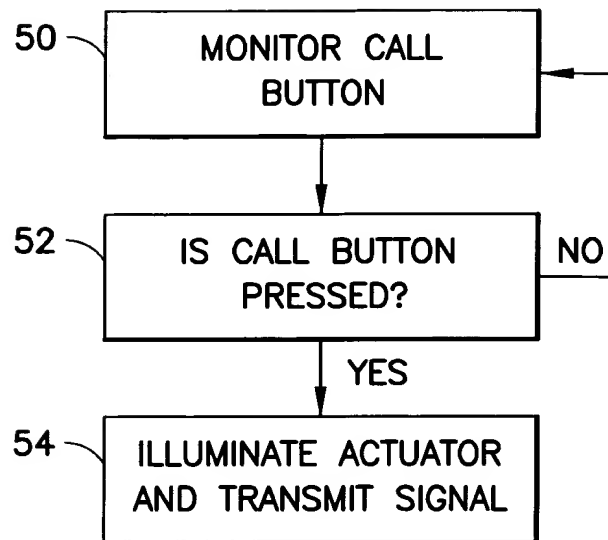 50
MONITOR CALL
BUTTON
52
IS CALL BUTTON
PRESSED?
NO
YES
54
ILLUMINATE ACTUATOR
AND TRANSMIT SIGNAL